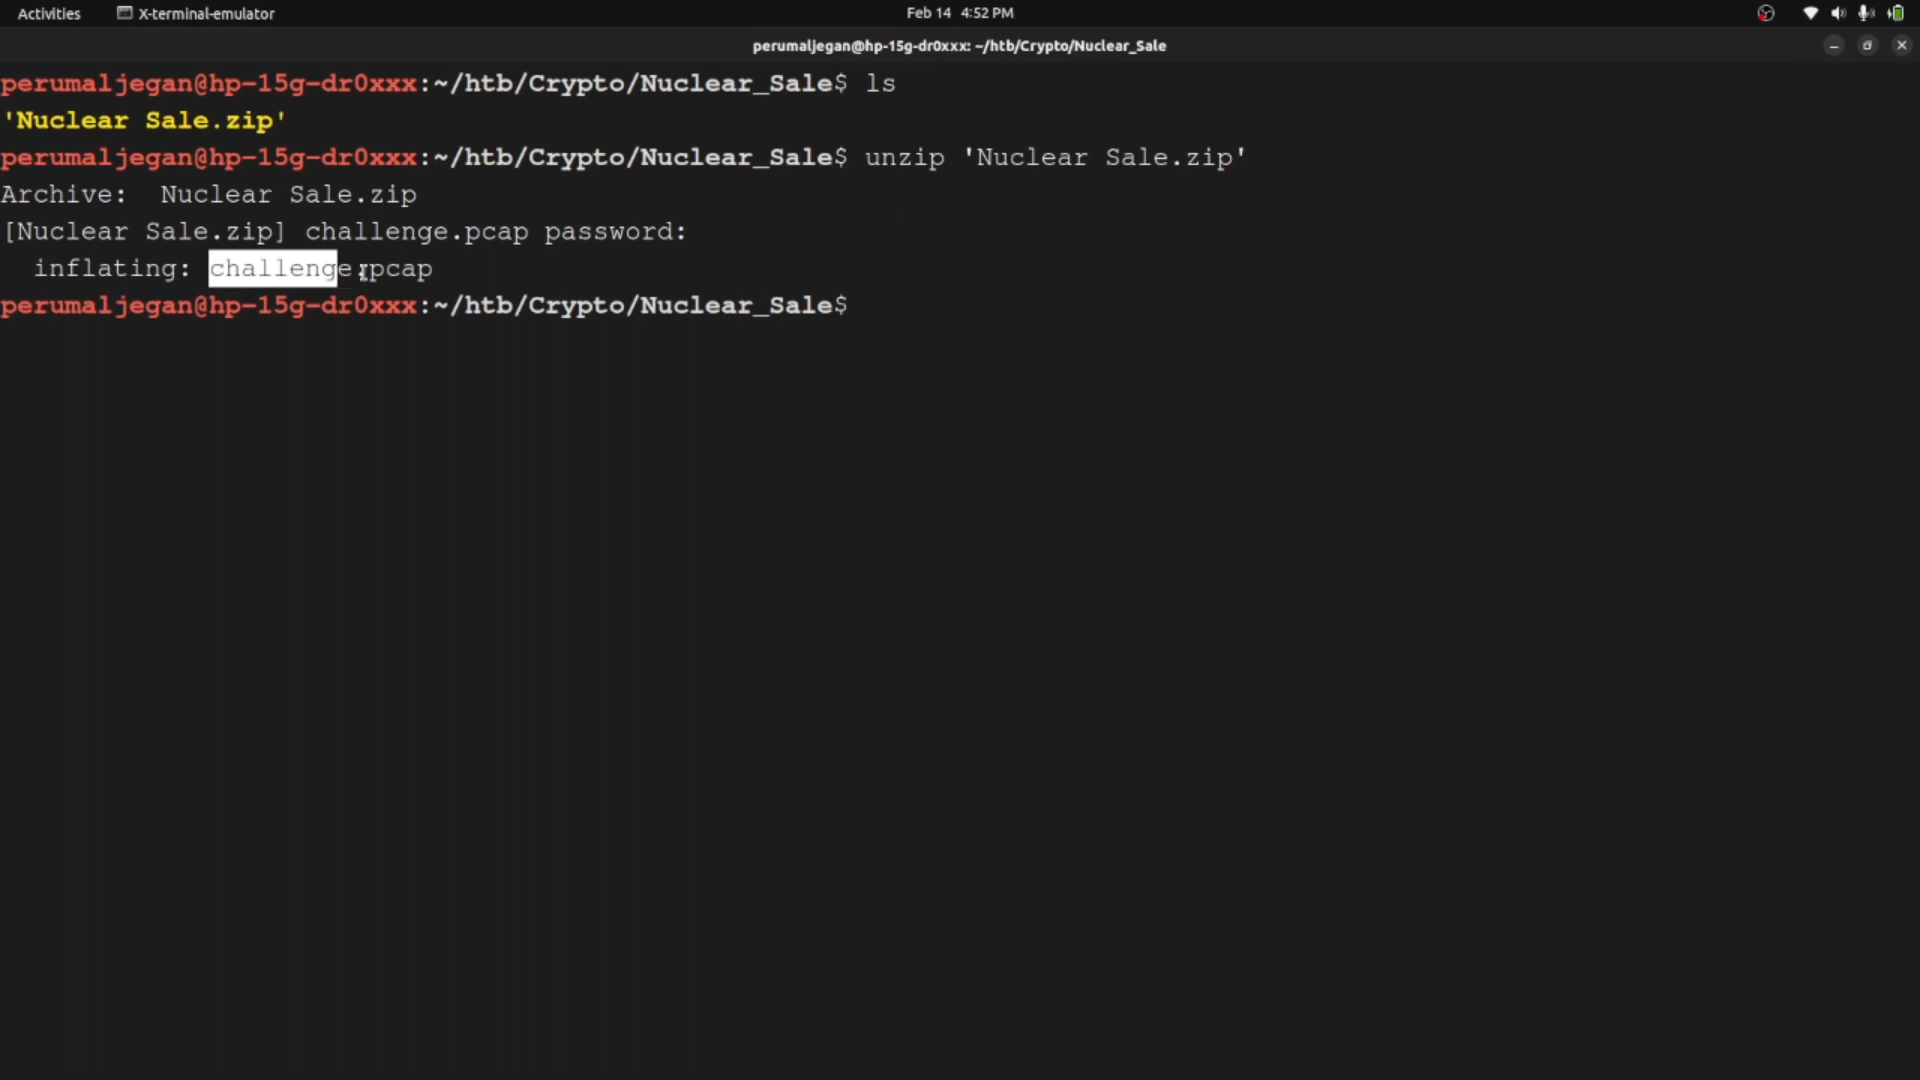 Activities X-terminal-emulator Feb 14 4:52 PM
perumaljegan@hp-15g-dr0xxx: ~/htb/Crypto/Nuclear_Sale
perumaljegan@hp-15g-dr0xxx:~/htb/Crypto/Nuclear_Sale$ ls
'Nuclear Sale.zip'
perumaljegan@hp-15g-dr0xxx:~/htb/Crypto/Nuclear_Sale$ unzip 'Nuclear Sale.zip'
Archive:  Nuclear Sale.zip
[Nuclear Sale.zip] challenge.pcap password:
  inflating: challenge.pcap
perumaljegan@hp-15g-dr0xxx:~/htb/Crypto/Nuclear_Sale$